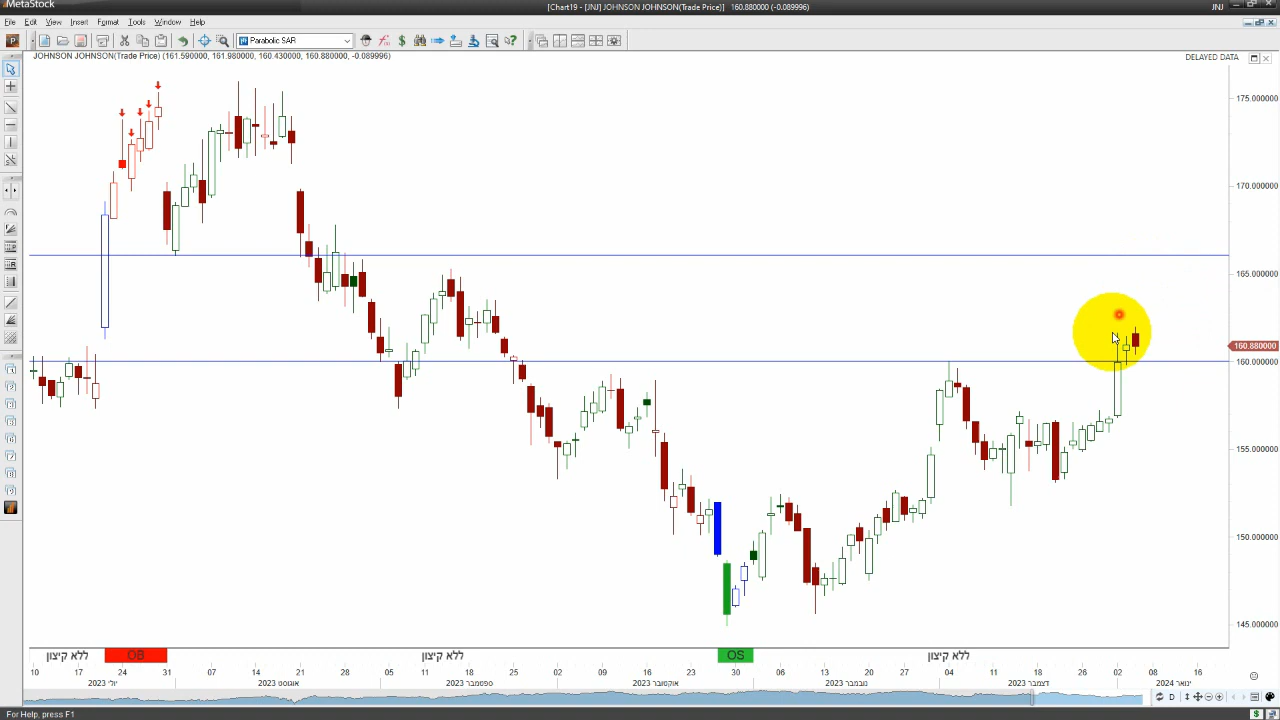 MetaStock
[Chart19 - [JNJ] JOHNSON JOHNSON(Trade Price)]   160.880000 (-0.089996)
JNJ
File Edit View Insert Format Tools Window Help
Parabolic SAR
JOHNSON JOHNSON(Trade Price) (161.590000, 161.980000, 160.430000, 160.880000, -0.089996)
DELAYED DATA
175.000000
170.000000
165.000000
160.880000
160.000000
155.000000
150.000000
145.000000
ללא קיצון OB ללא קיצון OS ללא קיצון
10 17 24 31 07 14 21 28 05 11 18 25 02 09 16 23 30 06 13 20 27 04 11 18 26 02 08 16
יולי 2023 אוגוסט 2023 ספטמבר 2023 אוקטובר 2023 נובמבר 2023 דצמבר 2023 ינואר 2024
D
For Help, press F1